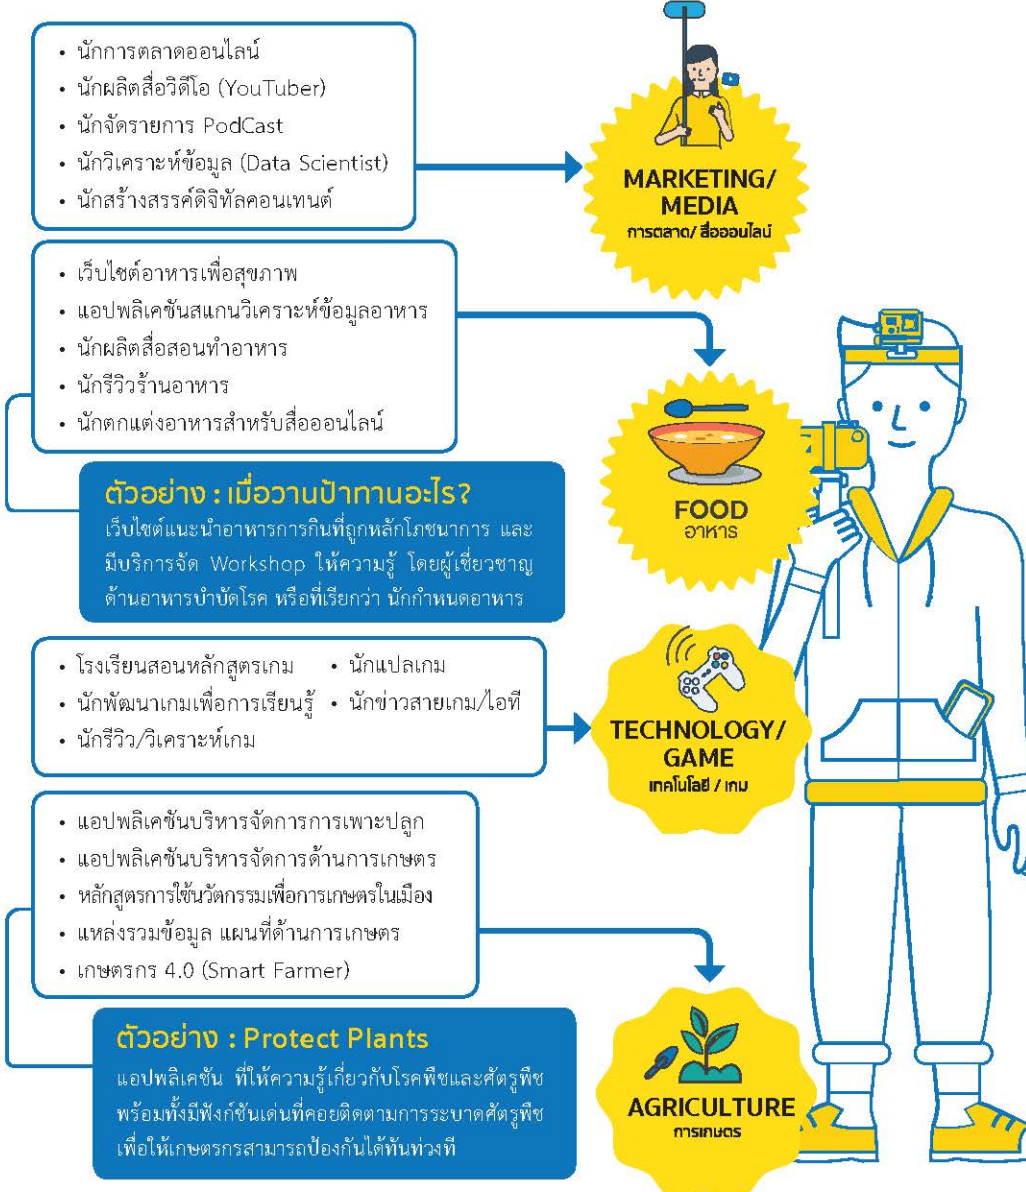 • นักการตลาดออนไลน์
• นักผลิตสื่อวิดีโอ (YouTuber)
• นักจัดรายการ PodCast
• นักวิเคราะห์ข้อมูล (Data Scientist)
• นักสร้างสรรค์ดิจิทัลคอนเทนต์
MARKETING/
MEDIA
การตลาด/ สื่อออนไลน์
• เว็บไซต์อาหารเพื่อสุขภาพ
• แอปพลิเคชันสแกนวิเคราะห์ข้อมูลอาหาร
• นักผลิตสื่อสอนทำอาหาร
• นักรีวิวร้านอาหาร
• นักตกแต่งอาหารสำหรับสื่อออนไลน์
FOOD
อาหาร
ตัวอย่าง : เมื่อวานป้าทานอะไร?
เว็บไซต์แนะนำอาหารการกินที่ถูกหลักโภชนาการ และ
มีบริการจัด Workshop ให้ความรู้ โดยผู้เชี่ยวชาญ
ด้านอาหารบำบัดโรค หรือที่เรียกว่า นักกำหนดอาหาร
• โรงเรียนสอนหลักสูตรเกม • นักแปลเกม
• นักพัฒนาเกมเพื่อการเรียนรู้ • นักข่าวสายเกม/ไอที
• นักรีวิว/วิเคราะห์เกม
TECHNOLOGY/
GAME
เทคโนโลยี / เกม
• แอปพลิเคชันบริหารจัดการการเพาะปลูก
• แอปพลิเคชันบริหารจัดการด้านการเกษตร
• หลักสูตรการใช้นวัตกรรมเพื่อการเกษตรในเมือง
• แหล่งรวมข้อมูล แผนที่ด้านการเกษตร
• เกษตรกร 4.0 (Smart Farmer)
AGRICULTURE
การเกษตร
ตัวอย่าง : Protect Plants
แอปพลิเคชัน ที่ให้ความรู้เกี่ยวกับโรคพืชและศัตรูพืช
พร้อมทั้งมีฟังก์ชันเด่นที่คอยติดตามการระบาดศัตรูพืช
เพื่อให้เกษตรกรสามารถป้องกันได้ทันท่วงที